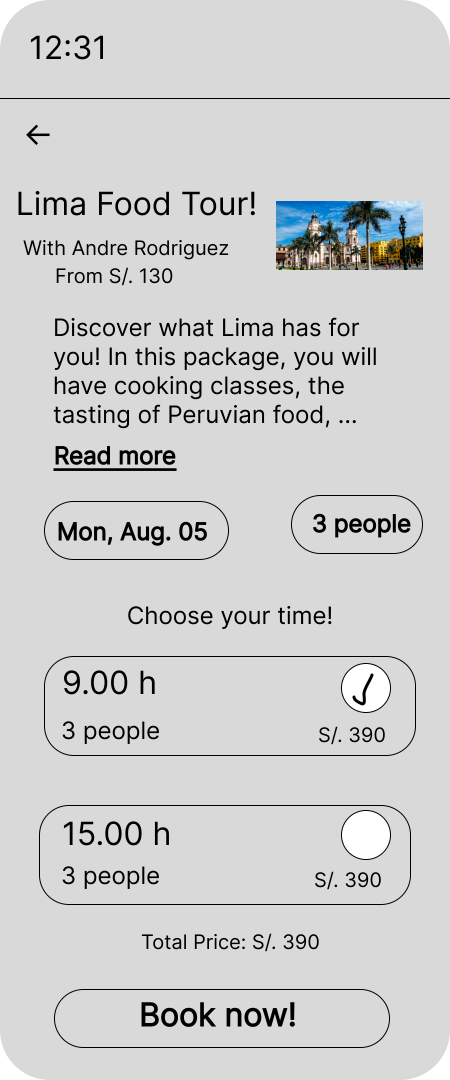 12:31
Lima Food Tour!
With Andre Rodriguez
From S/. 130
Discover what Lima has for
you! In this package, you will
have cooking classes, the
tasting of Peruvian food, ...
Read more
Mon, Aug. 05
3 people
Choose your time!
9.00 h
3 people
S/. 390
15.00 h
3 people
S/. 390
Total Price: S/. 390
Book now!